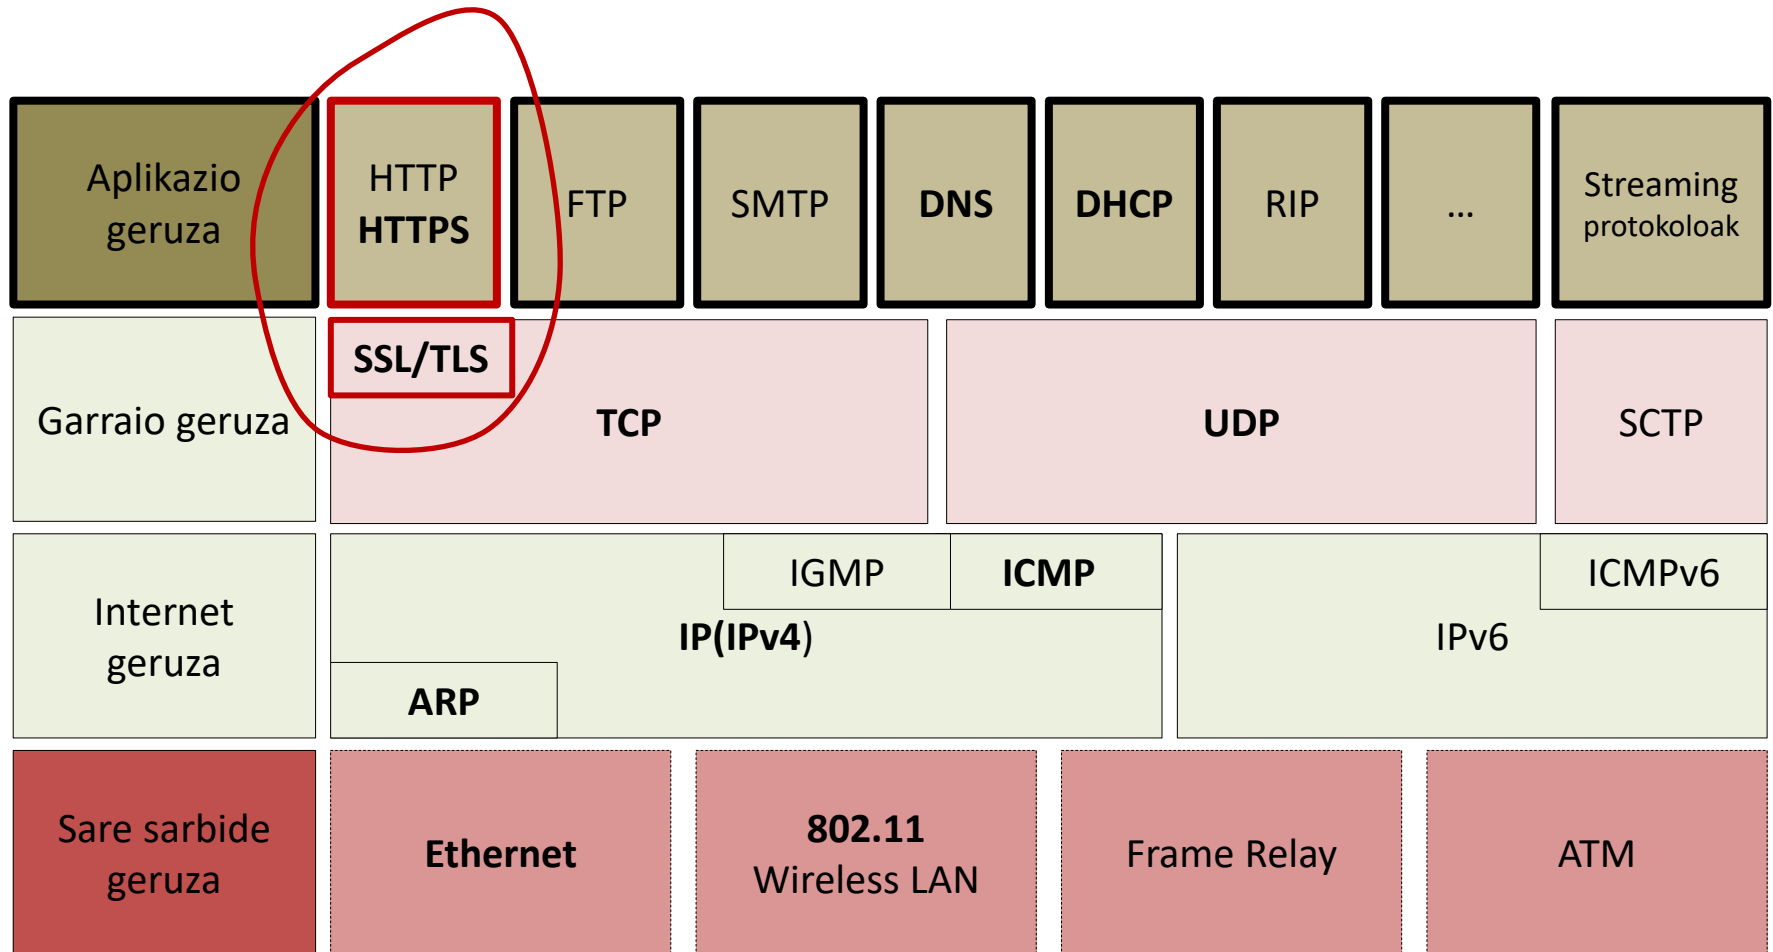 Aplikazio
geruza
HTTP
HTTPS
FTP
SMTP
DNS
DHCP
RIP
...
Streaming
protokoloak
Garraio geruza
SSL/TLS
TCP
UDP
SCTP
Internet
geruza
IGMP
ICMP
IP(IPv4)
ARP
ICMPv6
IPv6
Sare sarbide
geruza
Ethernet
802.11
Wireless LAN
Frame Relay
ATM